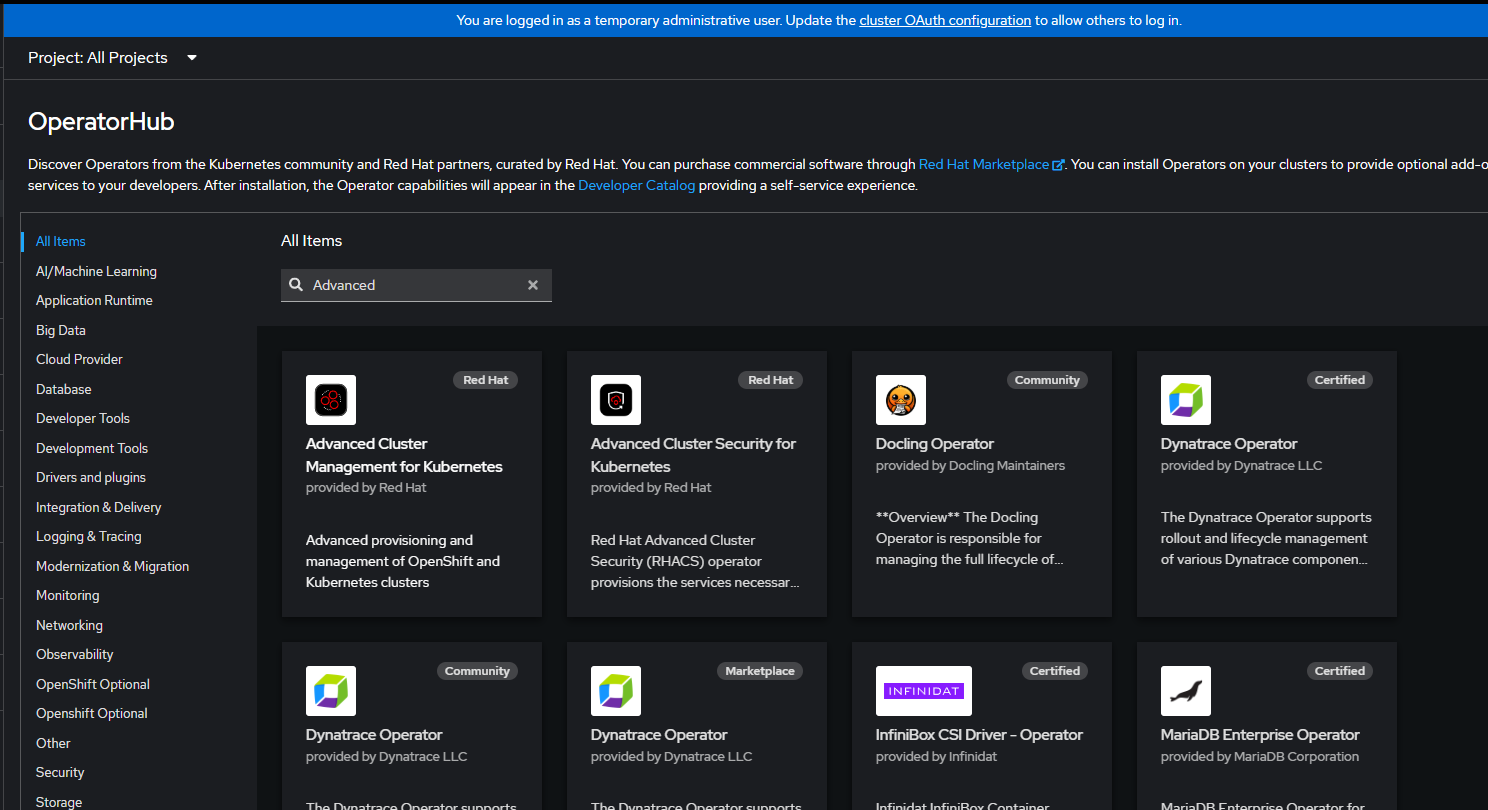 You are logged in as a temporary administrative user. Update the cluster OAuth configuration to allow others to log in.
Project: All Projects
OperatorHub
Discover Operators from the Kubernetes community and Red Hat partners, curated by Red Hat. You can purchase commercial software through Red Hat Marketplace. You can install Operators on your clusters to provide optional add-o
services to your developers. After installation, the Operator capabilities will appear in the Developer Catalog providing a self-service experience.
All Items
AI/Machine Learning
Application Runtime
Big Data
Cloud Provider
Database
Developer Tools
Development Tools
Drivers and plugins
Integration & Delivery
Logging & Tracing
Modernization & Migration
Monitoring
Networking
Observability
OpenShift Optional
Openshift Optional
Other
Security
Storage
All Items
Advanced
Red Hat
Advanced Cluster
Management for Kubernetes
provided by Red Hat
Advanced provisioning and
management of OpenShift and
Kubernetes clusters
Red Hat
Advanced Cluster Security for
Kubernetes
provided by Red Hat
Red Hat Advanced Cluster
Security (RHACS) operator
provisions the services necessar...
Community
Docling Operator
provided by Docling Maintainers
**Overview** The Docling
Operator is responsible for
managing the full lifecycle of...
Certified
Dynatrace Operator
provided by Dynatrace LLC
The Dynatrace Operator supports
rollout and lifecycle management
of various Dynatrace componen...
Community
Dynatrace Operator
provided by Dynatrace LLC
The Dynatrace Operator supports
Marketplace
Dynatrace Operator
provided by Dynatrace LLC
The Dynatrace Operator supports
Certified
INFINIDAT
InfiniBox CSI Driver - Operator
provided by Infinidat
Infinidat InfiniBox Container
Certified
MariaDB Enterprise Operator
provided by MariaDB Corporation
MariaDB Enterprise Operator for